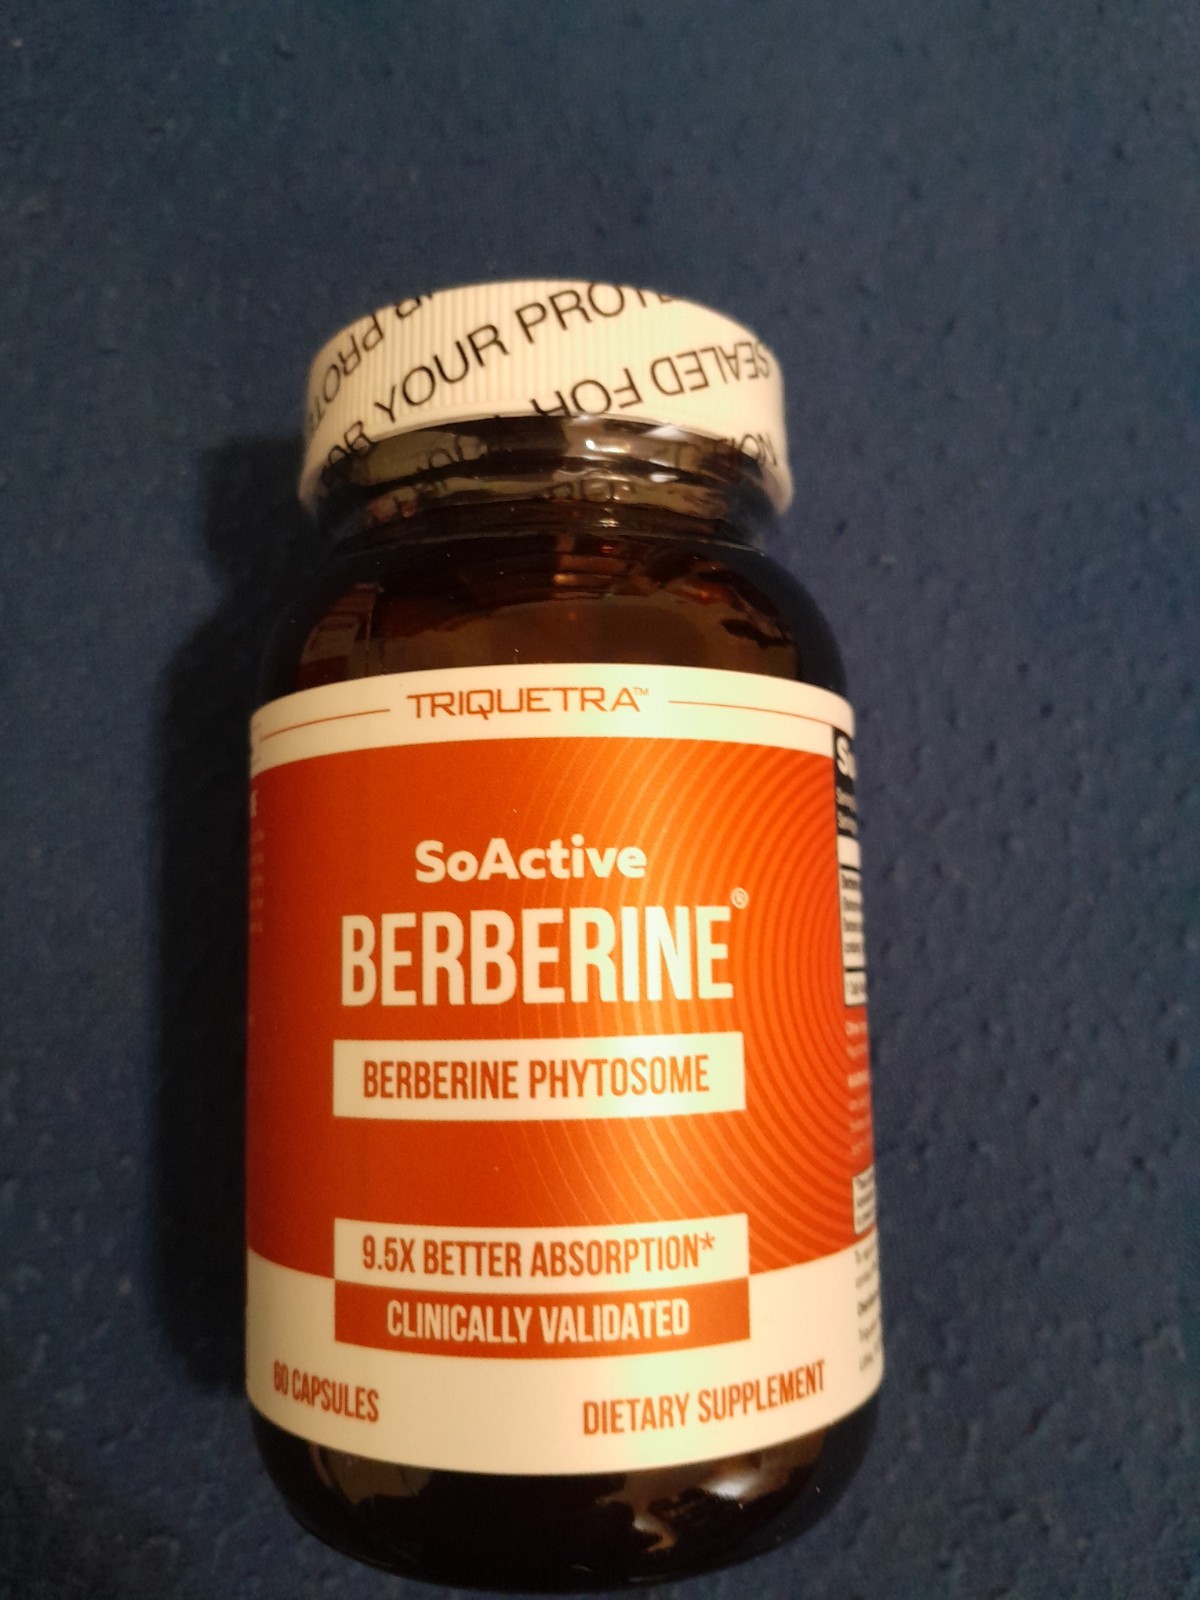 FOR YOUR PROTE
SEALED FOR
TRIQUETRA™
SoActive
BERBERINE®
BERBERINE PHYTOSOME
9.5X BETTER ABSORPTION*
CLINICALLY VALIDATED
60 CAPSULES
DIETARY SUPPLEMENT